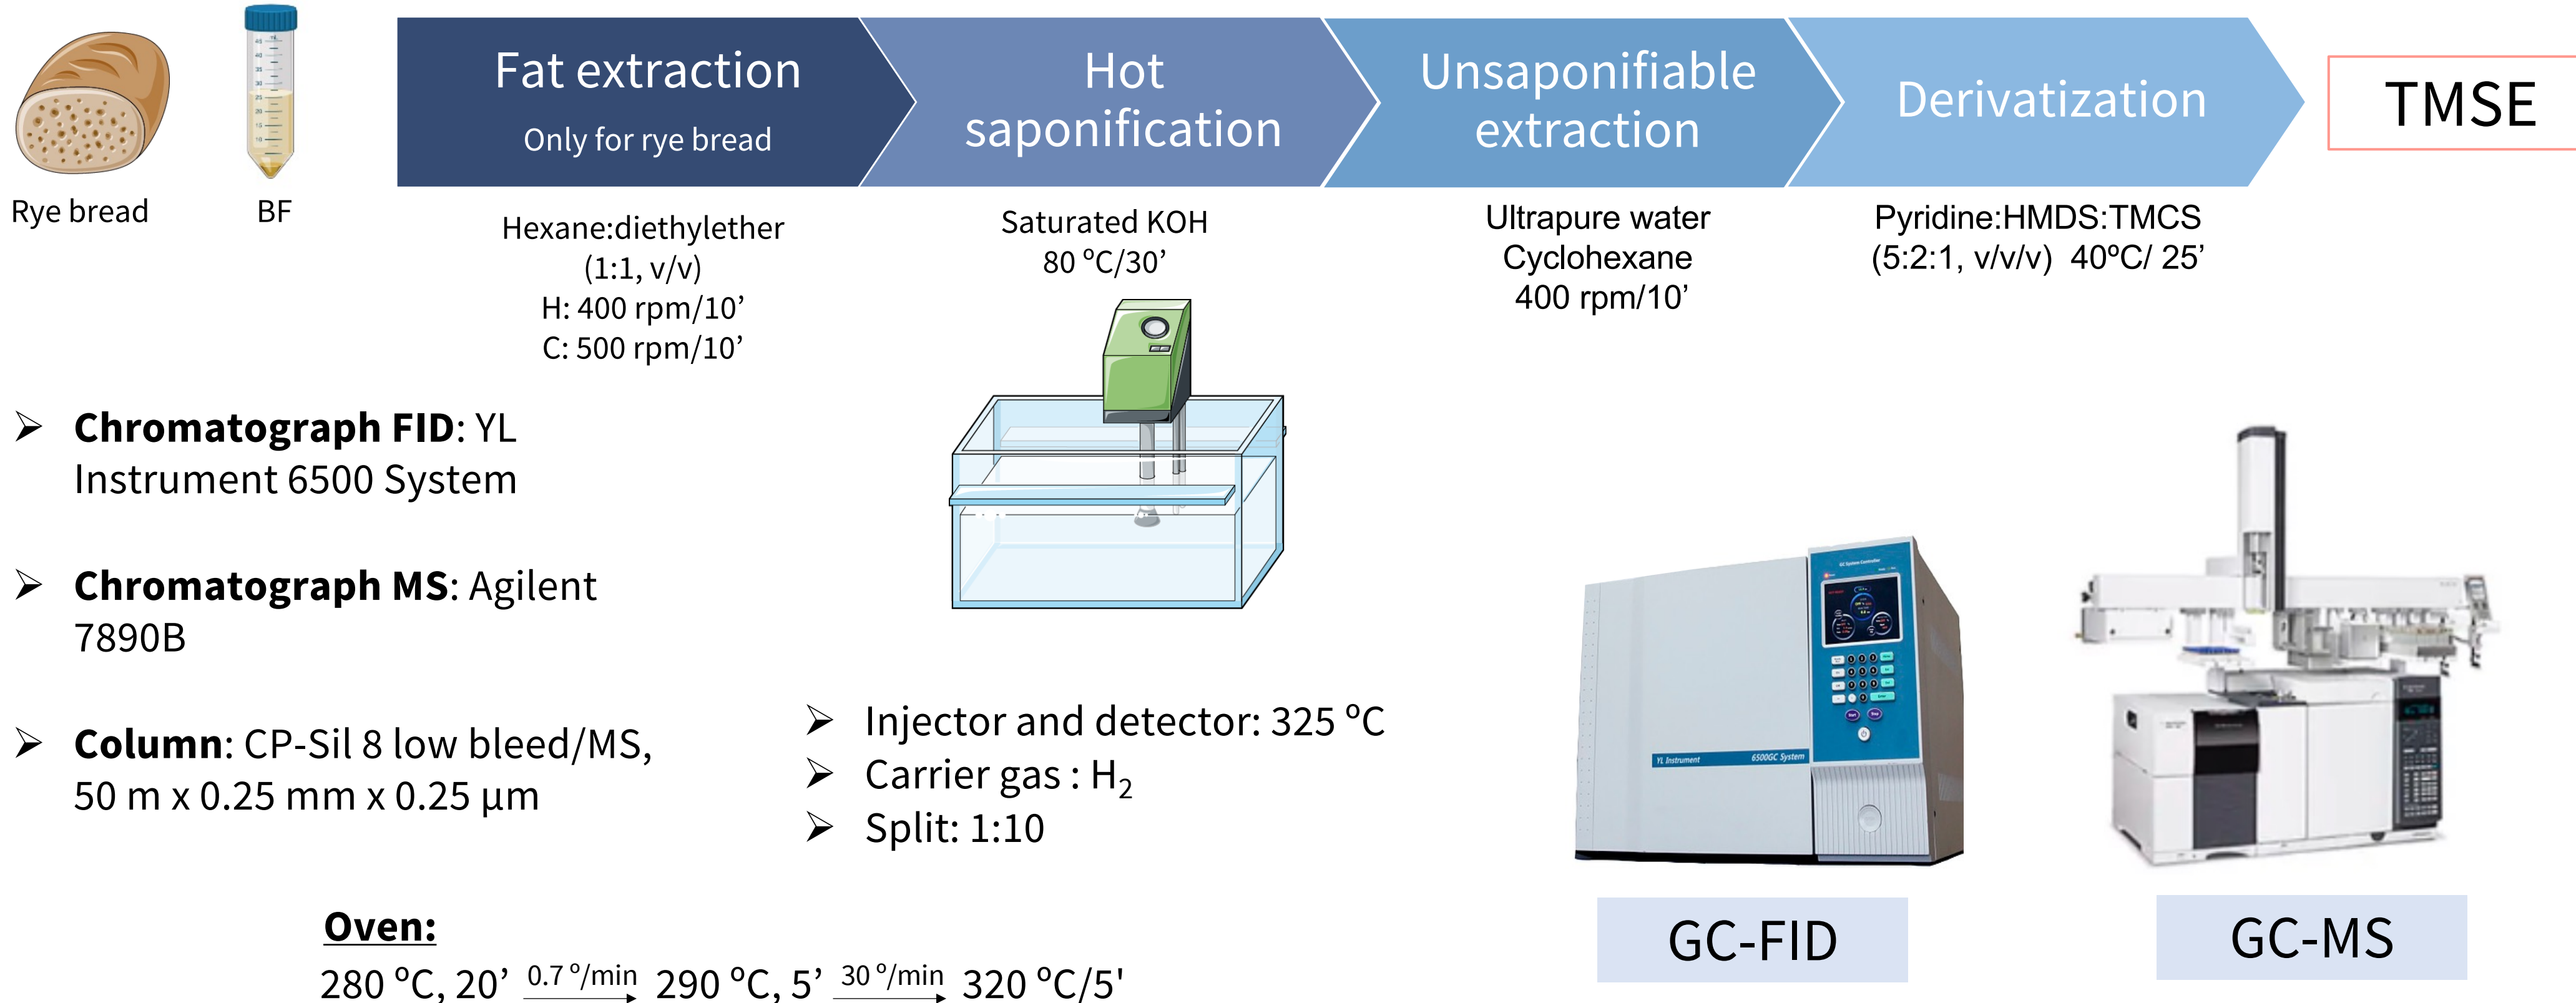 Fat extraction
Only for rye bread
Hot
saponification
Unsaponifiable
extraction
Derivatization
TMSE
Rye bread
BF
Hexane:diethylether
(1:1, v/v)
H: 400 rpm/10’
C: 500 rpm/10’
Saturated KOH
80 ºC/30’
Ultrapure water
Cyclohexane
400 rpm/10’
Pyridine:HMDS:TMCS
(5:2:1, v/v/v) 40ºC/ 25’
➢ Chromatograph FID: YL
Instrument 6500 System
➢ Chromatograph MS: Agilent
7890B
➢ Column: CP-Sil 8 low bleed/MS,
50 m x 0.25 mm x 0.25 µm
➢ Injector and detector: 325 ºC
➢ Carrier gas : H₂
➢ Split: 1:10
YL Instrument 6500GC System
GC-FID
GC-MS
Oven:
280 ºC, 20’ 0.7 º/min 290 ºC, 5’ 30 º/min 320 ºC/5'